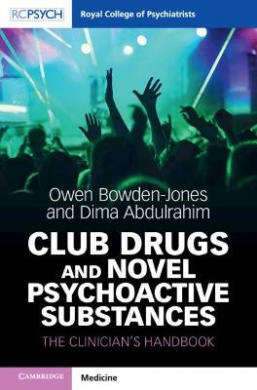 RCPSYCH Royal College of Psychiatrists
Owen Bowden-Jones
and Dima Abdulrahim
CLUB DRUGS
AND NOVEL
PSYCHOACTIVE
SUBSTANCES
THE CLINICIAN'S HANDBOOK
CAMBRIDGE Medicine